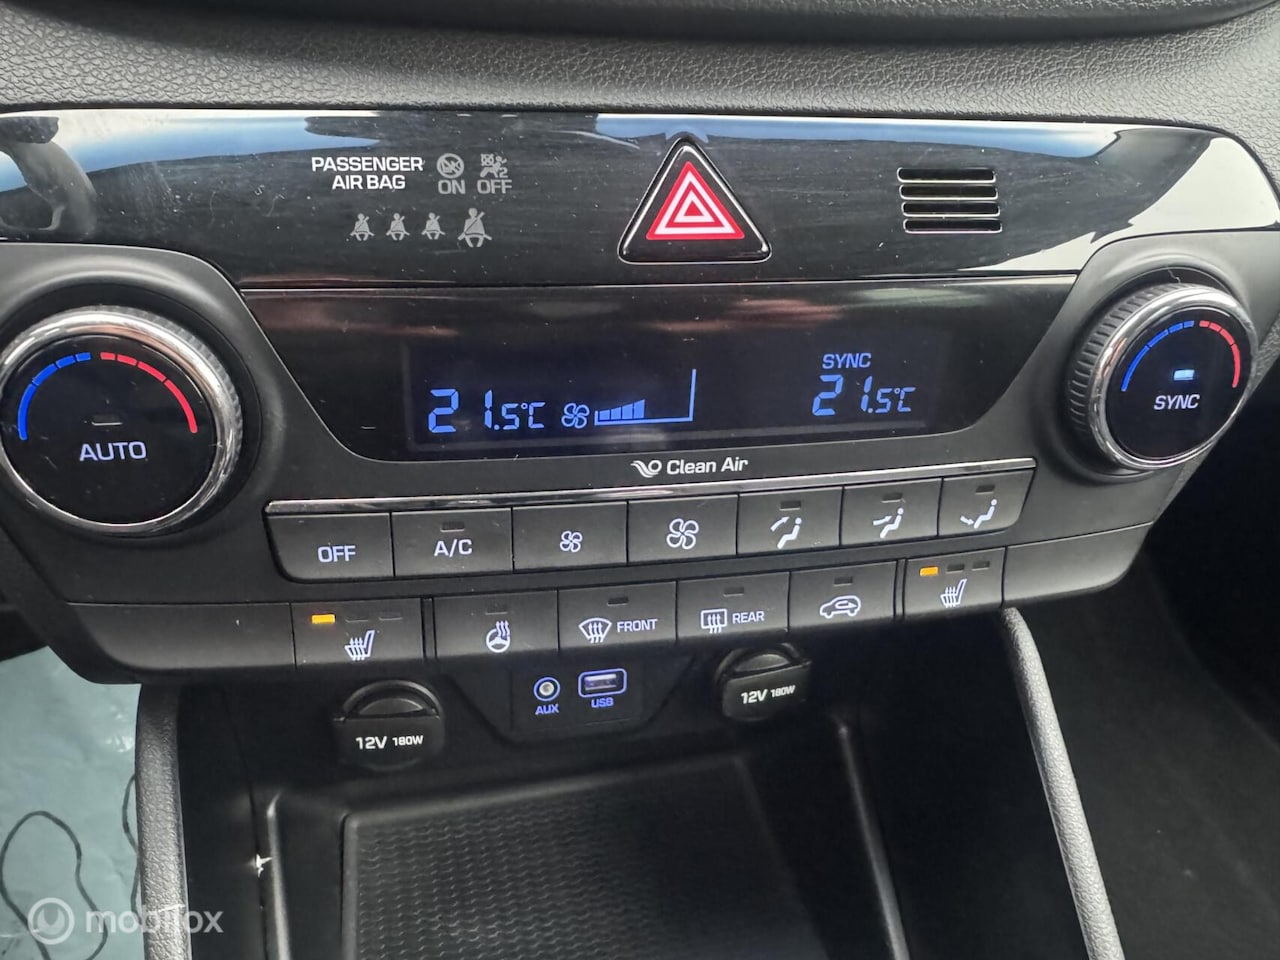 PASSENGER
AIR BAG
ON OFF
SYNC
21.5°C
21.5°C
AUTO
SYNC
Clean Air
OFF
A/C
FRONT
REAR
AUX
USB
12V 180W
12V 180W
mobilox